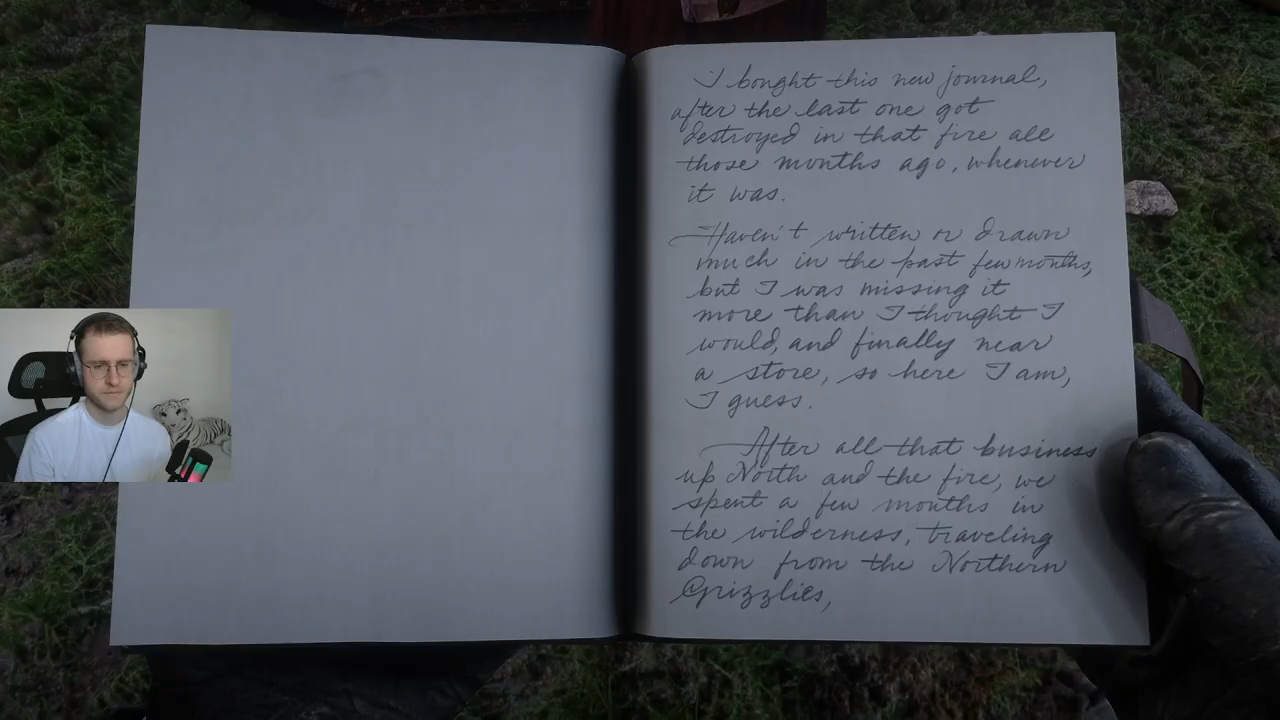 I bought this new journal,
after the last one got
destroyed in that fire all
those months ago, whenever
it was.
Haven't written or drawn
much in the past few months,
but I was missing it
more than I thought I
would, and finally near
a store, so here I am,
I guess.
After all that business
up North and the fire, we
spent a few months in
the wilderness, traveling
down from the Northern
Grizzlies,